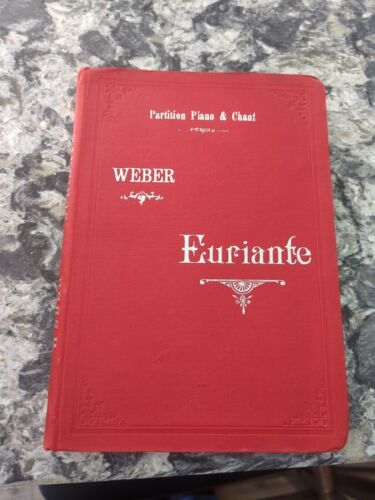 Partition Piano & Chant
WEBER
Euriante